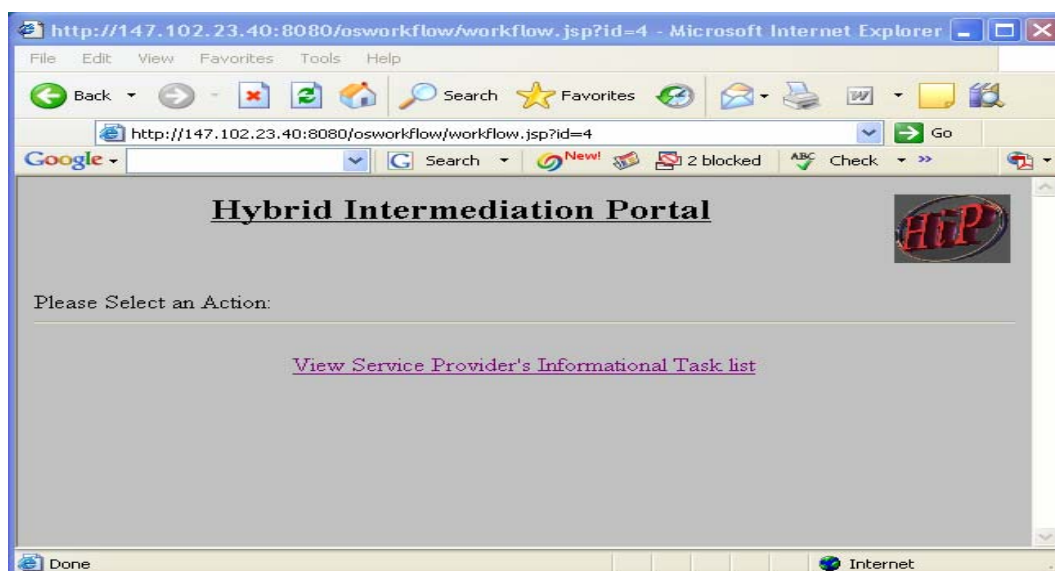 http://147.102.23.40:8080/osworkflow/workflow.jsp?id=4 - Microsoft Internet Explorer
File Edit View Favorites Tools Help
Back Search Favorites
http://147.102.23.40:8080/osworkflow/workflow.jsp?id=4 Go
Google Search New! 2 blocked ABC Check »
Hybrid Intermediation Portal
HiP
Please Select an Action:
View Service Provider's Informational Task list
Done Internet